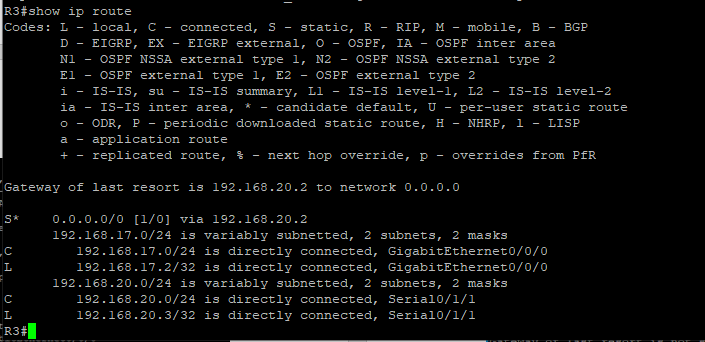 R3#show ip route
Codes: L - local, C - connected, S - static, R - RIP, M - mobile, B - BGP
       D - EIGRP, EX - EIGRP external, O - OSPF, IA - OSPF inter area
       N1 - OSPF NSSA external type 1, N2 - OSPF NSSA external type 2
       E1 - OSPF external type 1, E2 - OSPF external type 2
       i - IS-IS, su - IS-IS summary, L1 - IS-IS level-1, L2 - IS-IS level-2
       ia - IS-IS inter area, * - candidate default, U - per-user static route
       o - ODR, P - periodic downloaded static route, H - NHRP, l - LISP
       a - application route
       + - replicated route, % - next hop override, p - overrides from PfR
Gateway of last resort is 192.168.20.2 to network 0.0.0.0
S*    0.0.0.0/0 [1/0] via 192.168.20.2
      192.168.17.0/24 is variably subnetted, 2 subnets, 2 masks
C        192.168.17.0/24 is directly connected, GigabitEthernet0/0/0
L        192.168.17.2/32 is directly connected, GigabitEthernet0/0/0
      192.168.20.0/24 is variably subnetted, 2 subnets, 2 masks
C        192.168.20.0/24 is directly connected, Serial0/1/1
L        192.168.20.3/32 is directly connected, Serial0/1/1
R3#